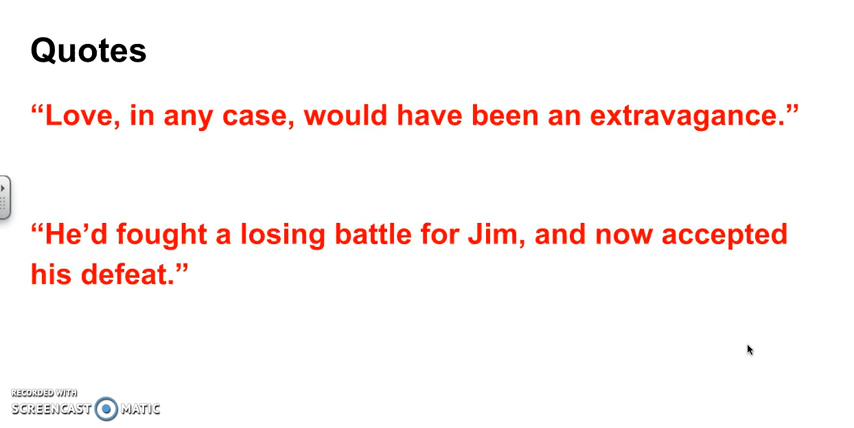 Quotes
“Love, in any case, would have been an extravagance.”
“He’d fought a losing battle for Jim, and now accepted
his defeat.”
RECORDED WITH
SCREENCAST MATIC